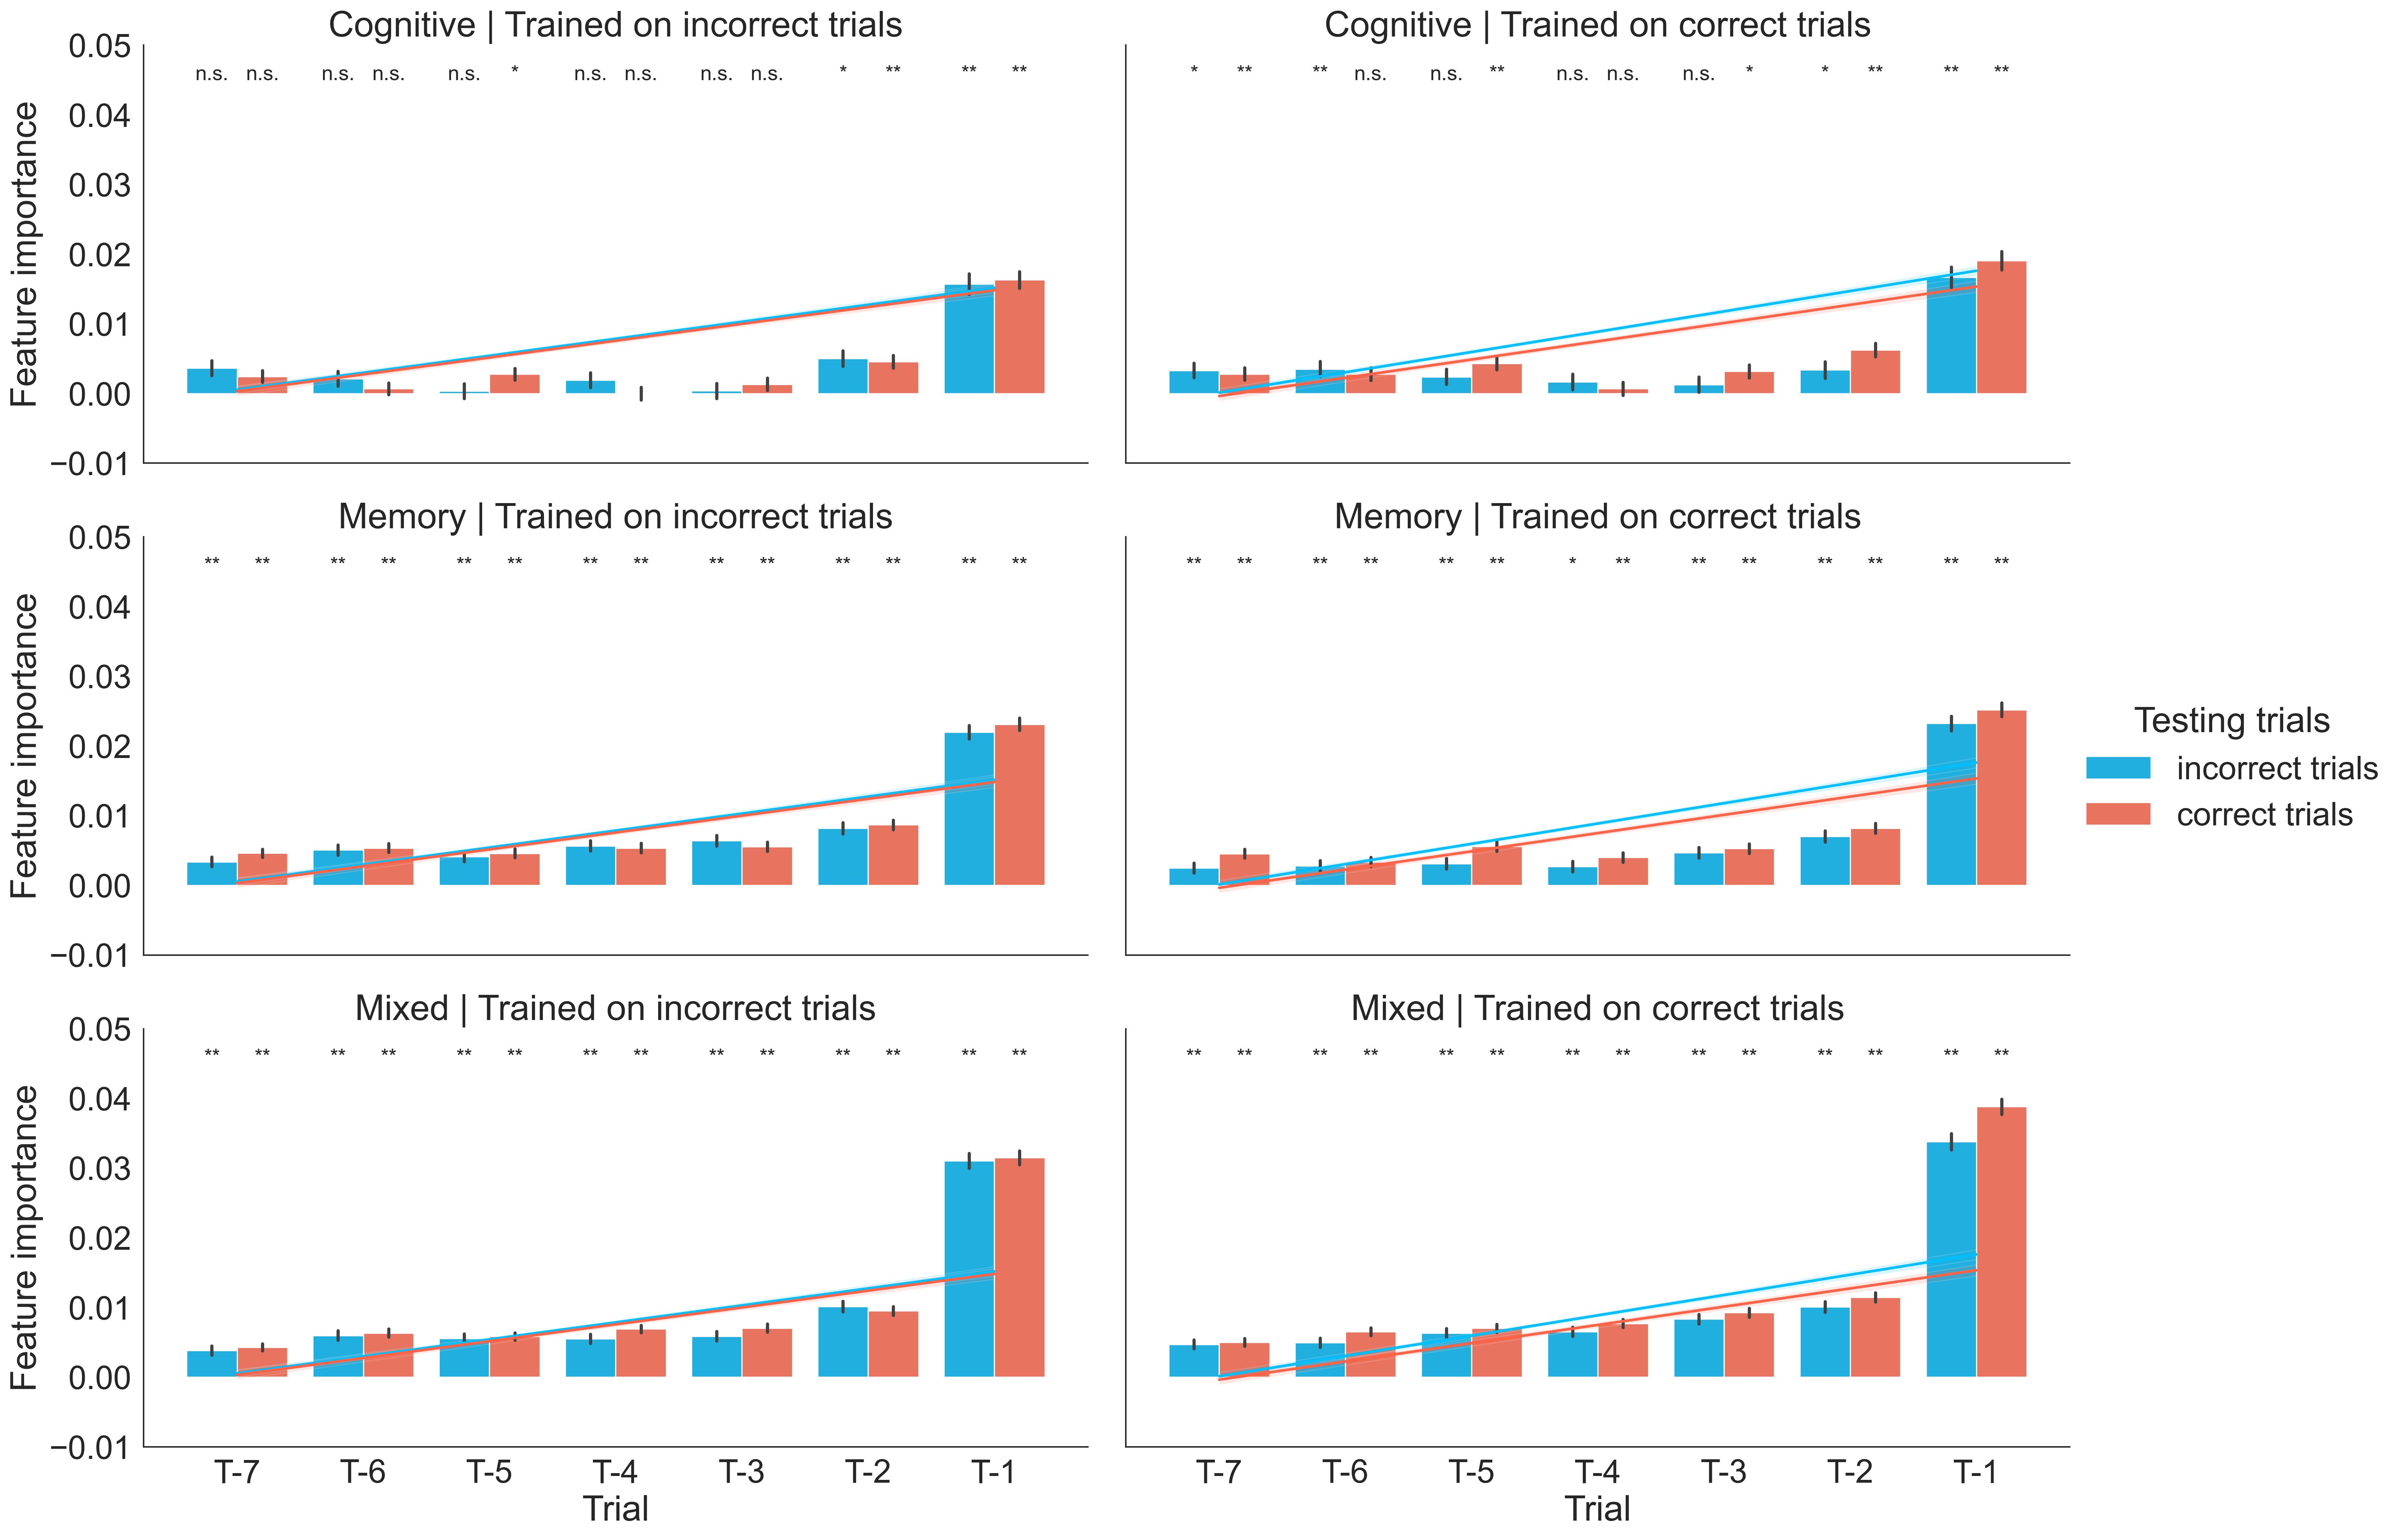 Cognitive | Trained on incorrect trials
Cognitive | Trained on correct trials
0.05
0.04
0.03
0.02
0.01
0.00
−0.01
Feature importance
n.s. n.s. n.s. n.s. n.s. * n.s. n.s. n.s. n.s. * ** ** **
* ** ** n.s. n.s. ** n.s. n.s. n.s. * * ** ** **
Memory | Trained on incorrect trials
Memory | Trained on correct trials
0.05
0.04
0.03
0.02
0.01
0.00
−0.01
Feature importance
** ** ** ** ** ** ** ** ** ** ** ** ** **
** ** ** ** ** ** * ** ** ** ** ** ** **
Testing trials
incorrect trials
correct trials
Mixed | Trained on incorrect trials
Mixed | Trained on correct trials
0.05
0.04
0.03
0.02
0.01
0.00
−0.01
Feature importance
** ** ** ** ** ** ** ** ** ** ** ** ** **
** ** ** ** ** ** ** ** ** ** ** ** ** **
T-7 T-6 T-5 T-4 T-3 T-2 T-1
Trial
T-7 T-6 T-5 T-4 T-3 T-2 T-1
Trial